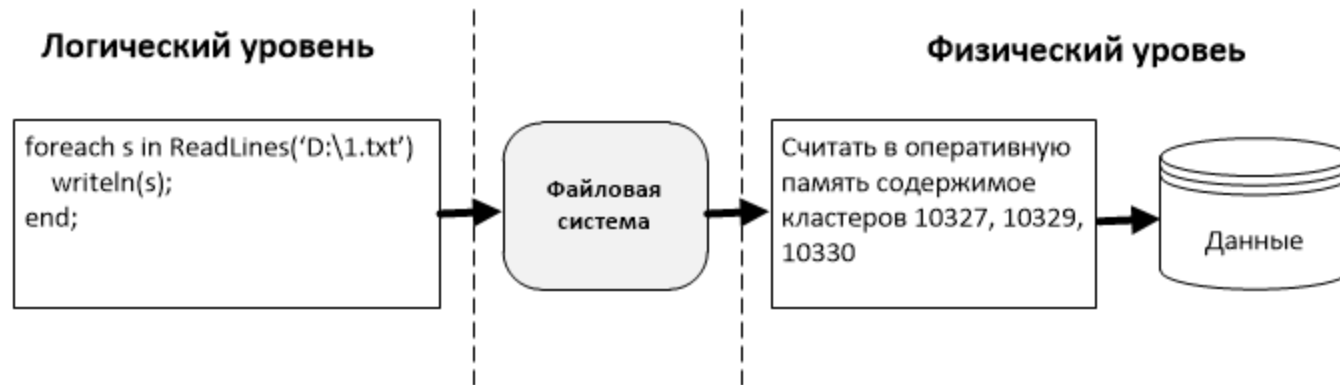 Логический уровень
Физический уровеь
foreach s in ReadLines(‘D:\1.txt’)
writeln(s);
end;
Файловая
система
Считать в оперативную
память содержимое
кластеров 10327, 10329,
10330
Данные